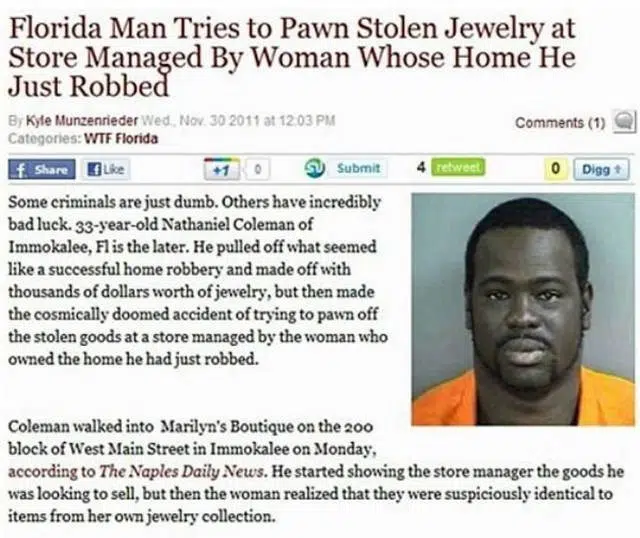 Florida Man Tries to Pawn Stolen Jewelry at
Store Managed By Woman Whose Home He
Just Robbed
By Kyle Munzenrieder Wed., Nov. 30 2011 at 12:03 PM
Comments (1)
Categories: WTF Florida
f Share
f Like
+1 0
Submit
4 retweet
0 Digg
Some criminals are just dumb. Others have incredibly
bad luck. 33-year-old Nathaniel Coleman of
Immokalee, Fl is the later. He pulled off what seemed
like a successful home robbery and made off with
thousands of dollars worth of jewelry, but then made
the cosmically doomed accident of trying to pawn off
the stolen goods at a store managed by the woman who
owned the home he had just robbed.
Coleman walked into Marilyn's Boutique on the 200
block of West Main Street in Immokalee on Monday,
according to The Naples Daily News. He started showing the store manager the goods he
was looking to sell, but then the woman realized that they were suspiciously identical to
items from her own jewelry collection.